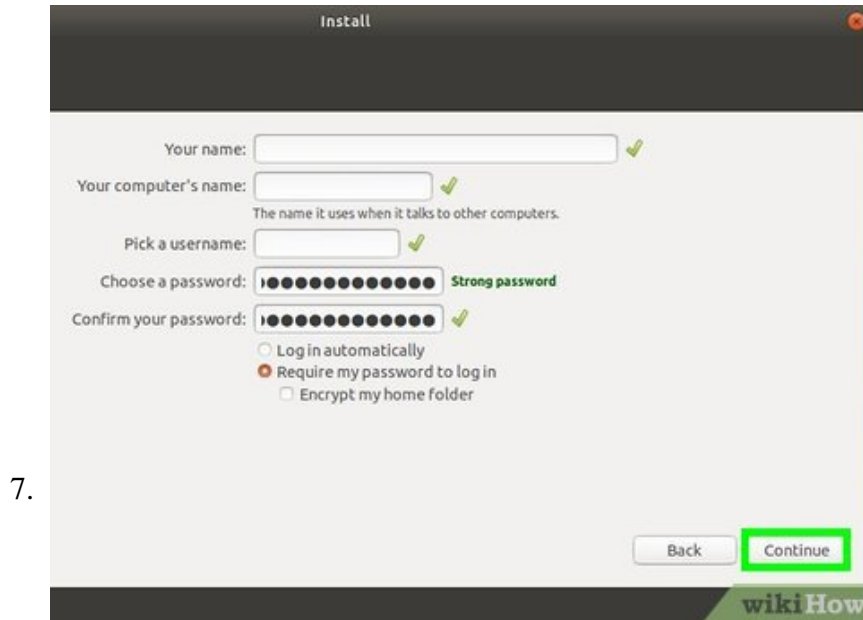 Install
Your name:
Your computer's name:
The name it uses when it talks to other computers.
Pick a username:
Choose a password: Strong password
Confirm your password:
Log in automatically
Require my password to log in
Encrypt my home folder
7.
Back Continue
wikiHow